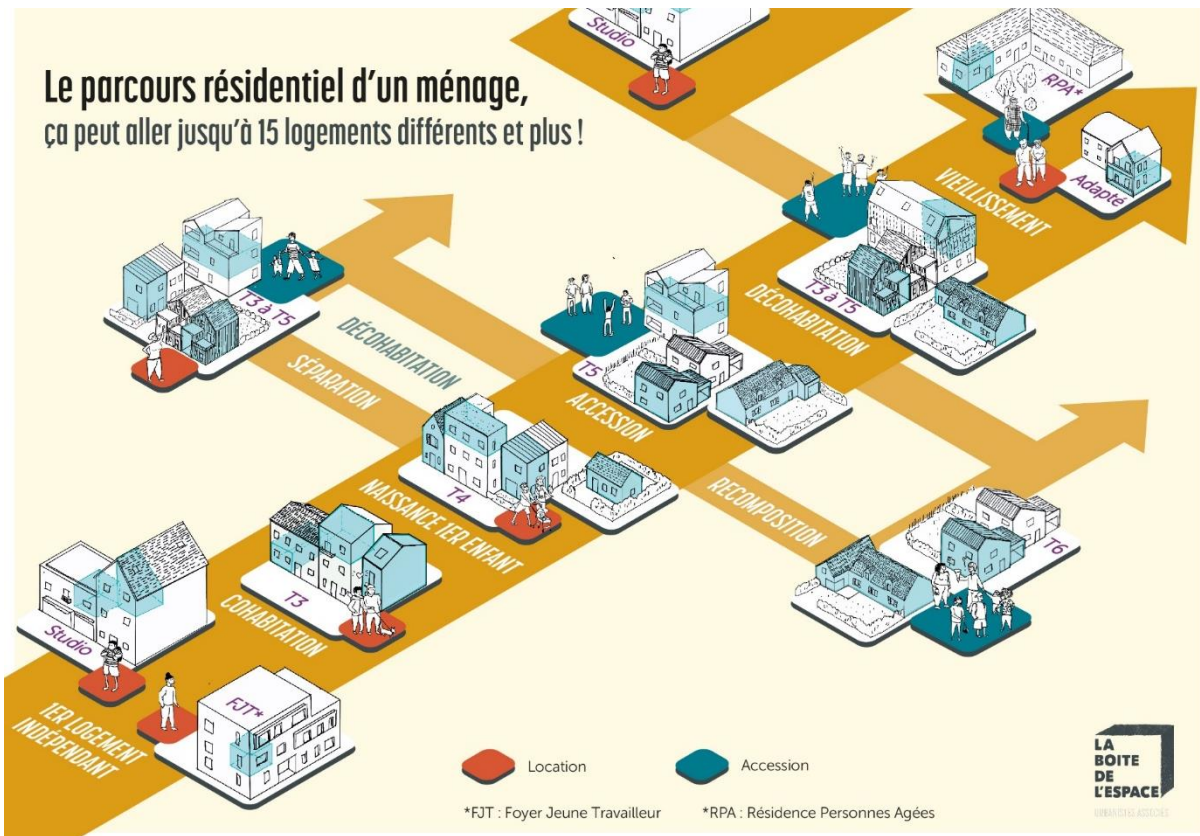 Le parcours résidentiel d'un ménage,
ça peut aller jusqu'à 15 logements différents et plus !
Studio
RPA*
Adapté
VIEILLISSEMENT
T3 à T5
DÉCOHABITATION
T3 à T5
DÉCOHABITATION
SÉPARATION
T5
ACCESSION
T4
NAISSANCE 1ER ENFANT
RECOMPOSITION
T6
T3
COHABITATION
Studio
FJT*
1ER LOGEMENT
INDÉPENDANT
Location
Accession
*FJT : Foyer Jeune Travailleur
*RPA : Résidence Personnes Agées
LA
BOITE
DE
L'ESPACE
URBANISTES ASSOCIÉS